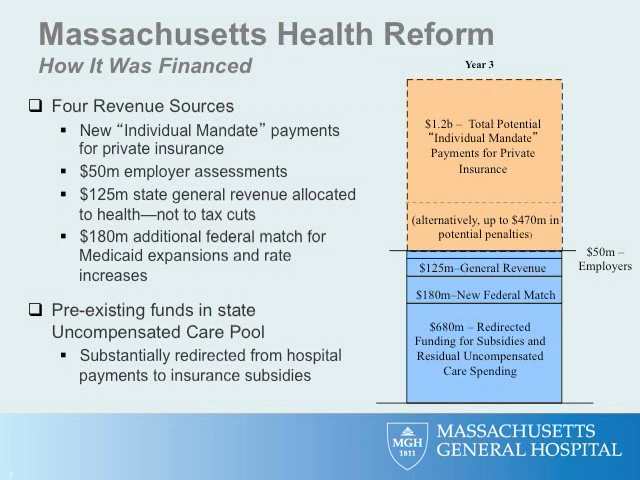 Massachusetts Health Reform
How It Was Financed
❑ Four Revenue Sources
▪ New “Individual Mandate” payments
for private insurance
▪ $50m employer assessments
▪ $125m state general revenue allocated
to health—not to tax cuts
▪ $180m additional federal match for
Medicaid expansions and rate
increases
❑ Pre-existing funds in state
Uncompensated Care Pool
▪ Substantially redirected from hospital
payments to insurance subsidies
Year 3
$1.2b – Total Potential
“Individual Mandate”
Payments for Private
Insurance
(alternatively, up to $470m in
potential penalties)
$50m –
Employers
$125m–General Revenue
$180m–New Federal Match
$680m – Redirected
Funding for Subsidies and
Residual Uncompensated
Care Spending
MGH
1811
MASSACHUSETTS
GENERAL HOSPITAL